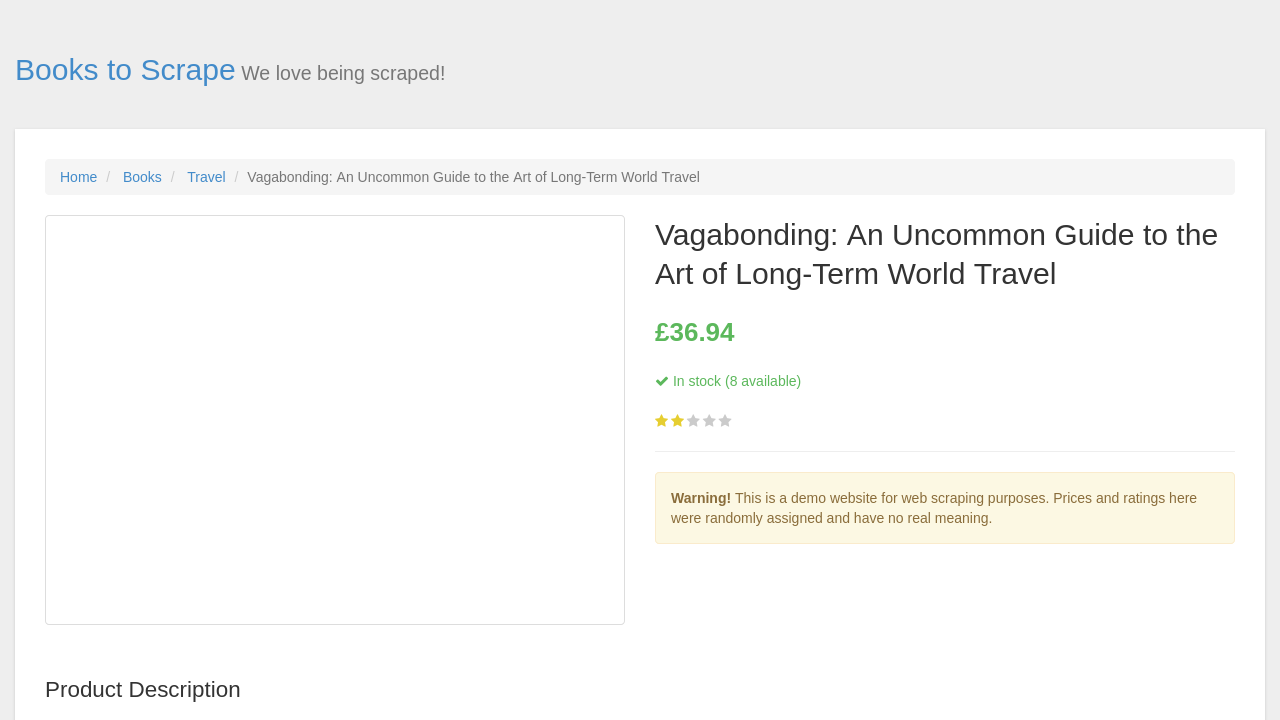 Books to Scrape We love being scraped!
Home / Books / Travel / Vagabonding: An Uncommon Guide to the Art of Long-Term World Travel
Vagabonding: An Uncommon Guide to the
Art of Long-Term World Travel
£36.94
In stock (8 available)
Warning! This is a demo website for web scraping purposes. Prices and ratings here
were randomly assigned and have no real meaning.
Product Description